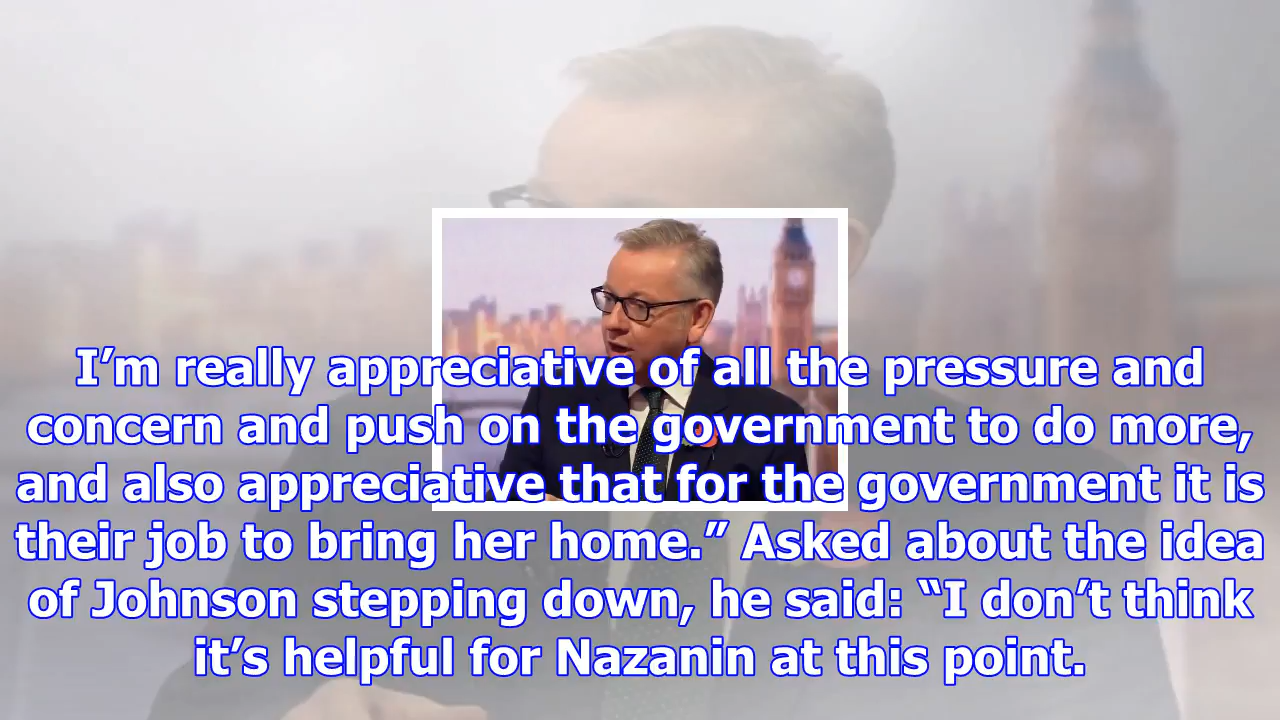 I’m really appreciative of all the pressure and
concern and push on the government to do more,
and also appreciative that for the government it is
their job to bring her home.” Asked about the idea
of Johnson stepping down, he said: “I don’t think
it’s helpful for Nazanin at this point.